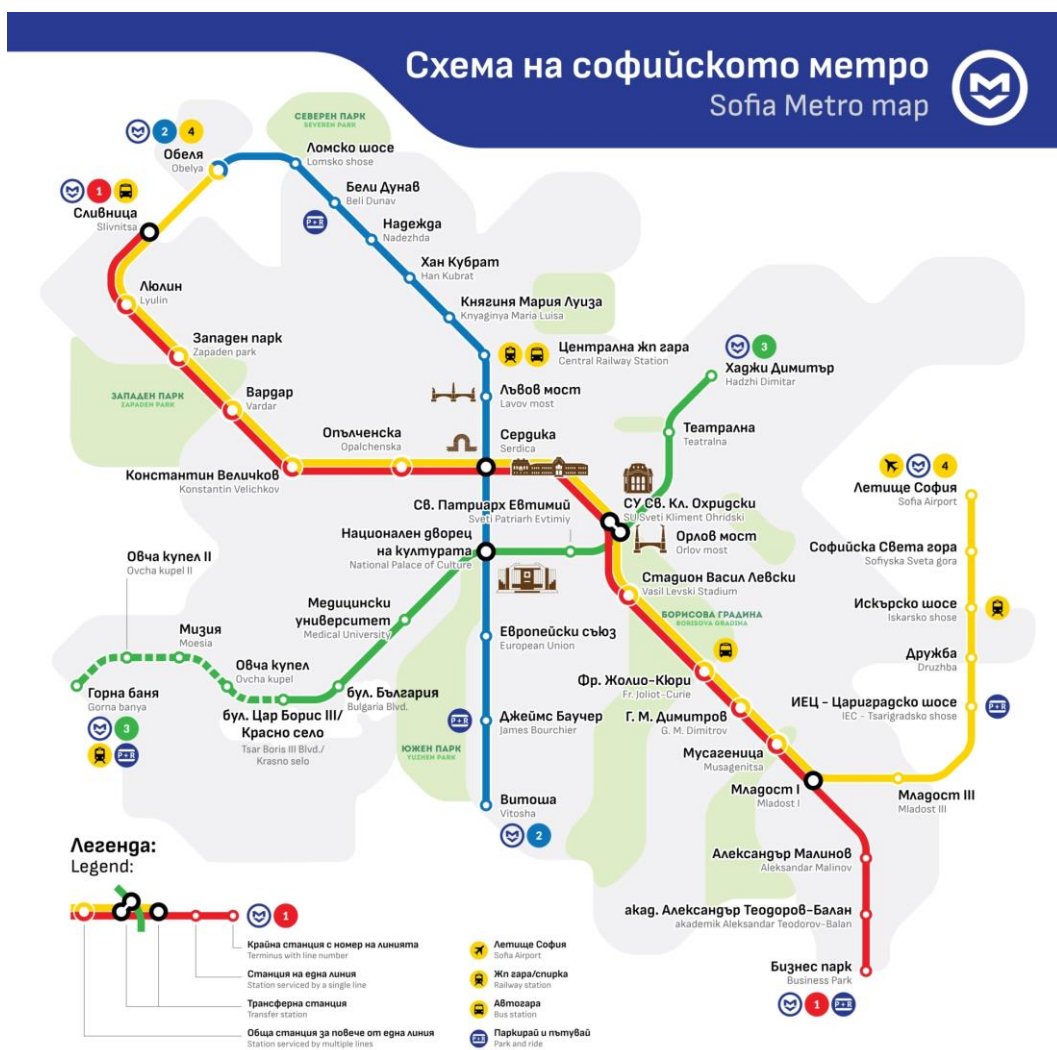 Схема на софийското метро
Sofia Metro map
СЕВЕРЕН ПАРК
SEVEREN PARK
2 4
Обеля
Obelya
Ломско шосе
Lomsko shose
1
Сливница
Slivnitsa
Бели Дунав
Beli Dunav
P+R
Надежда
Nadezhda
Хан Кубрат
Han Kubrat
Люлин
Lyulin
Княгиня Мария Луиза
Knyaginya Maria Luisa
Западен парк
Zapaden park
Централна жп гара
Central Railway Station
3
Хаджи Димитър
Hadzhi Dimitar
ЗАПАДЕН ПАРК
ZAPADEN PARK
Вардар
Vardar
Лъвов мост
Lavov most
Опълченска
Opalchenska
Сердика
Serdica
Театрална
Teatralna
Константин Величков
Konstantin Velichkov
4
Летище София
Sofia Airport
Св. Патриарх Евтимий
Sveti Patriarh Evtimiy
СУ Св. Кл. Охридски
SU Sveti Kliment Ohridski
Национален дворец
на културата
National Palace of Culture
Орлов мост
Orlov most
Софийска Света гора
Sofiyska Sveta gora
Овча купел II
Ovcha kupel II
Стадион Васил Левски
Vasil Levski Stadium
Медицински
университет
Medical University
БОРИСОВА ГРАДИНА
BORISOVA GRADINA
Искърско шосе
Iskarsko shose
Мизия
Moesia
Европейски съюз
European Union
Дружба
Druzhba
Овча купел
Ovcha kupel
Фр. Жолио-Кюри
Fr. Joliot-Curie
Горна баня
Gorna banya
3
P+R
бул. България
Bulgaria Blvd.
бул. Цар Борис III/
Красно село
Tsar Boris III Blvd./
Krasno selo
P+R
Джеймс Баучер
James Bourchier
Г. М. Димитров
G. M. Dimitrov
ИЕЦ - Цариградско шосе
IEC - Tsarigradsko shose
P+R
ЮЖЕН ПАРК
YUZHEN PARK
Мусагеница
Musagenitsa
Младост I
Mladost I
Младост III
Mladost III
Витоша
Vitosha
2
Александър Малинов
Aleksandar Malinov
акад. Александър Теодоров-Балан
akademik Aleksandar Teodorov-Balan
Бизнес парк
Business Park
1 P+R
Легенда:
Legend:
1
Крайна станция с номер на линията
Terminus with line number
Станция на една линия
Station serviced by a single line
Трансферна станция
Transfer station
Обща станция за повече от една линия
Station serviced by multiple lines
Летище София
Sofia Airport
Жп гара/спирка
Railway station
Автогара
Bus station
P+R
Паркирай и пътувай
Park and ride